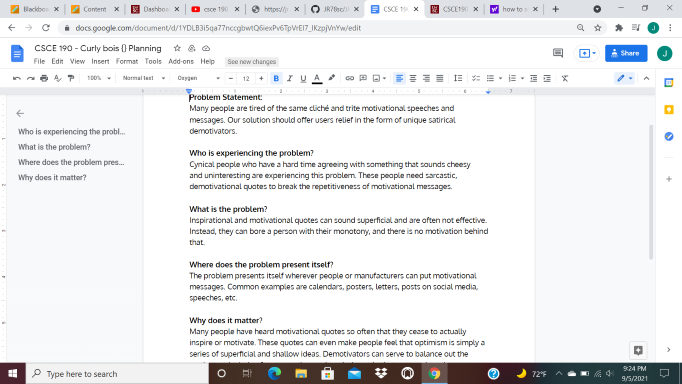 Blackboa
Content
Dashboa
csce 190
https://jc
JR78sc/
CSCE 190
CSCE190
how to s
docs.google.com/document/d/1YDLB3i5qa77nccgbwtQ6iexPv6TpVrEI7_IKzpjVnYw/edit
CSCE 190 - Curly bois {} Planning
File Edit View Insert Format Tools Add-ons Help See new changes
Share
100% Normal text Oxygen 12
Problem Statement:
Many people are tired of the same cliché and trite motivational speeches and
messages. Our solution should offer users relief in the form of unique satirical
demotivators.
Who is experiencing the probl...
What is the problem?
Where does the problem pres...
Why does it matter?
Who is experiencing the problem?
Cynical people who have a hard time agreeing with something that sounds cheesy
and uninteresting are experiencing this problem. These people need sarcastic,
demotivational quotes to break the repetitiveness of motivational messages.
What is the problem?
Inspirational and motivational quotes can sound superficial and are often not effective.
Instead, they can bore a person with their monotony, and there is no motivation behind
that.
Where does the problem present itself?
The problem presents itself wherever people or manufacturers can put motivational
messages. Common examples are calendars, posters, letters, posts on social media,
speeches, etc.
Why does it matter?
Many people have heard motivational quotes so often that they cease to actually
inspire or motivate. These quotes can even make people feel that optimism is simply a
series of superficial and shallow ideas. Demotivators can serve to balance out the
Type here to search
72°F
9:24 PM
9/5/2021